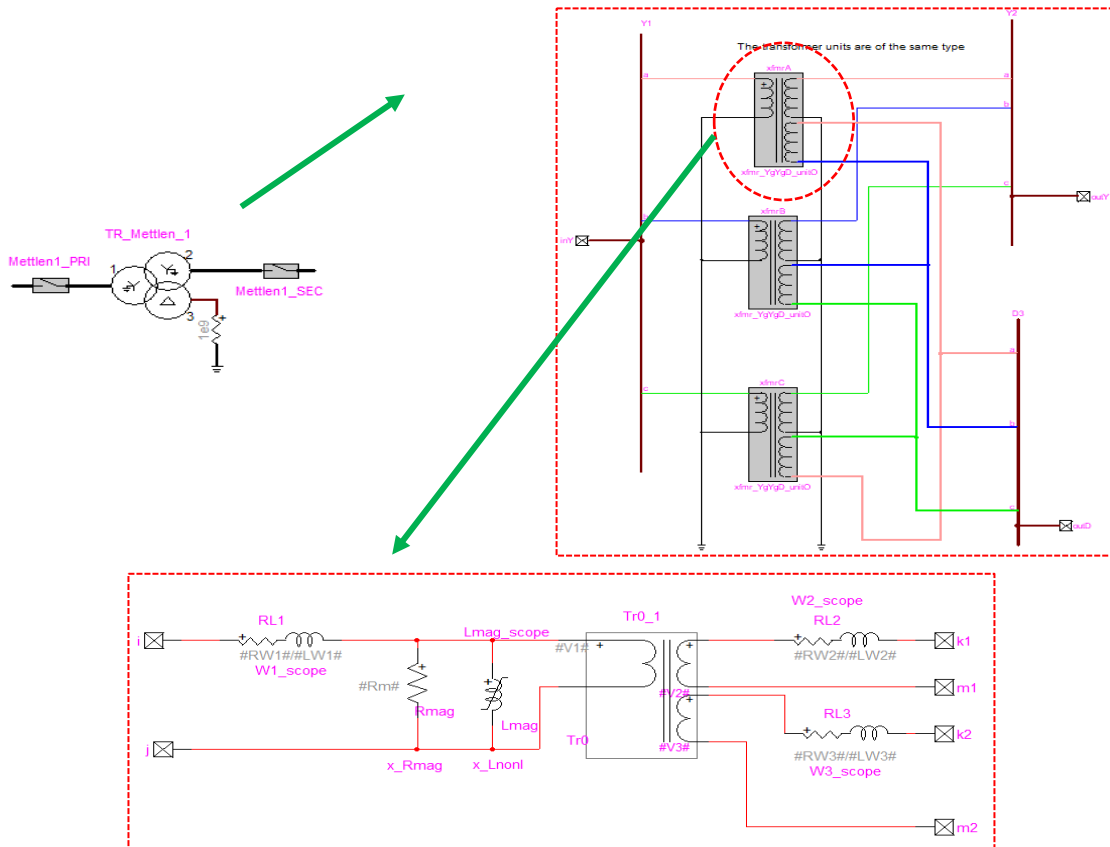 TR_Mettlen_1
Mettlen1_PRI
1
2
3
Mettlen1_SEC
+
1e9
Y1
Y2
The transformer units are of the same type
xfmrA
+
xfmr_YgYgD_unitO
a
a
b
c
xfmrB
+
xfmr_YgYgD_unitO
b
inY
outY
D3
xfmrC
+
xfmr_YgYgD_unitO
c
a
b
c
outD
i
+
RL1
#RW1#/#LW1#
W1_scope
Lmag_scope
+
#Rm#
Rmag
+
Lmag
j
x_Rmag
x_Lnonl
Tr0_1
#V1#
+
+
#V2#
+
#V3#
Tr0
W2_scope
RL2
+
#RW2#/#LW2#
k1
m1
RL3
+
#RW3#/#LW3#
W3_scope
k2
m2